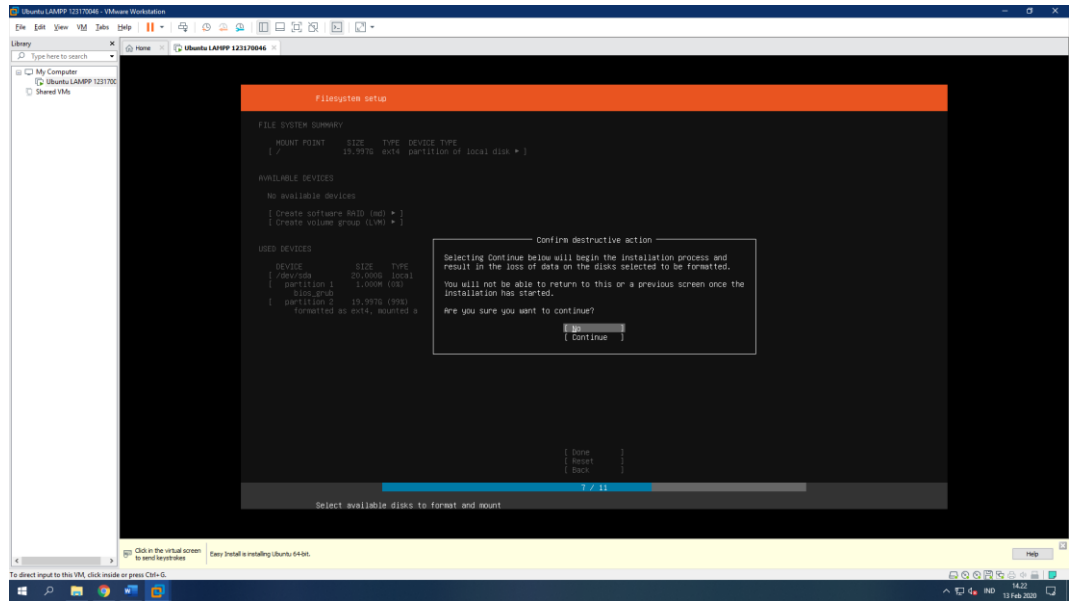 Ubuntu LAMPP 123170046 - VMware Workstation
File Edit View VM Tabs Help
Library
Home
Ubuntu LAMPP 123170046
Type here to search
My Computer
Ubuntu LAMPP 123170
Shared VMs
Filesystem setup
FILE SYSTEM SUMMARY
MOUNT POINT SIZE TYPE DEVICE TYPE
[ / 19.997G ext4 partition of local disk ▸ ]
AVAILABLE DEVICES
No available devices
[ Create software RAID (md) ▸ ]
[ Create volume group (LVM) ▸ ]
USED DEVICES
DEVICE SIZE TYPE
[ /dev/sda 20.000G local
[ partition 1 1.000M (0%)
bios_grub
[ partition 2 19.997G (99%)
formatted as ext4, mounted a
Confirm destructive action
Selecting Continue below will begin the installation process and
result in the loss of data on the disks selected to be formatted.
You will not be able to return to this or a previous screen once the
installation has started.
Are you sure you want to continue?
[ No ]
[ Continue ]
[ Done ]
[ Reset ]
[ Back ]
7 / 11
Select available disks to format and mount
Click in the virtual screen
to send keystrokes
Easy Install is installing Ubuntu 64-bit.
Help
To direct input to this VM, click inside or press Ctrl+G.
IND
14.22
13 Feb 2020